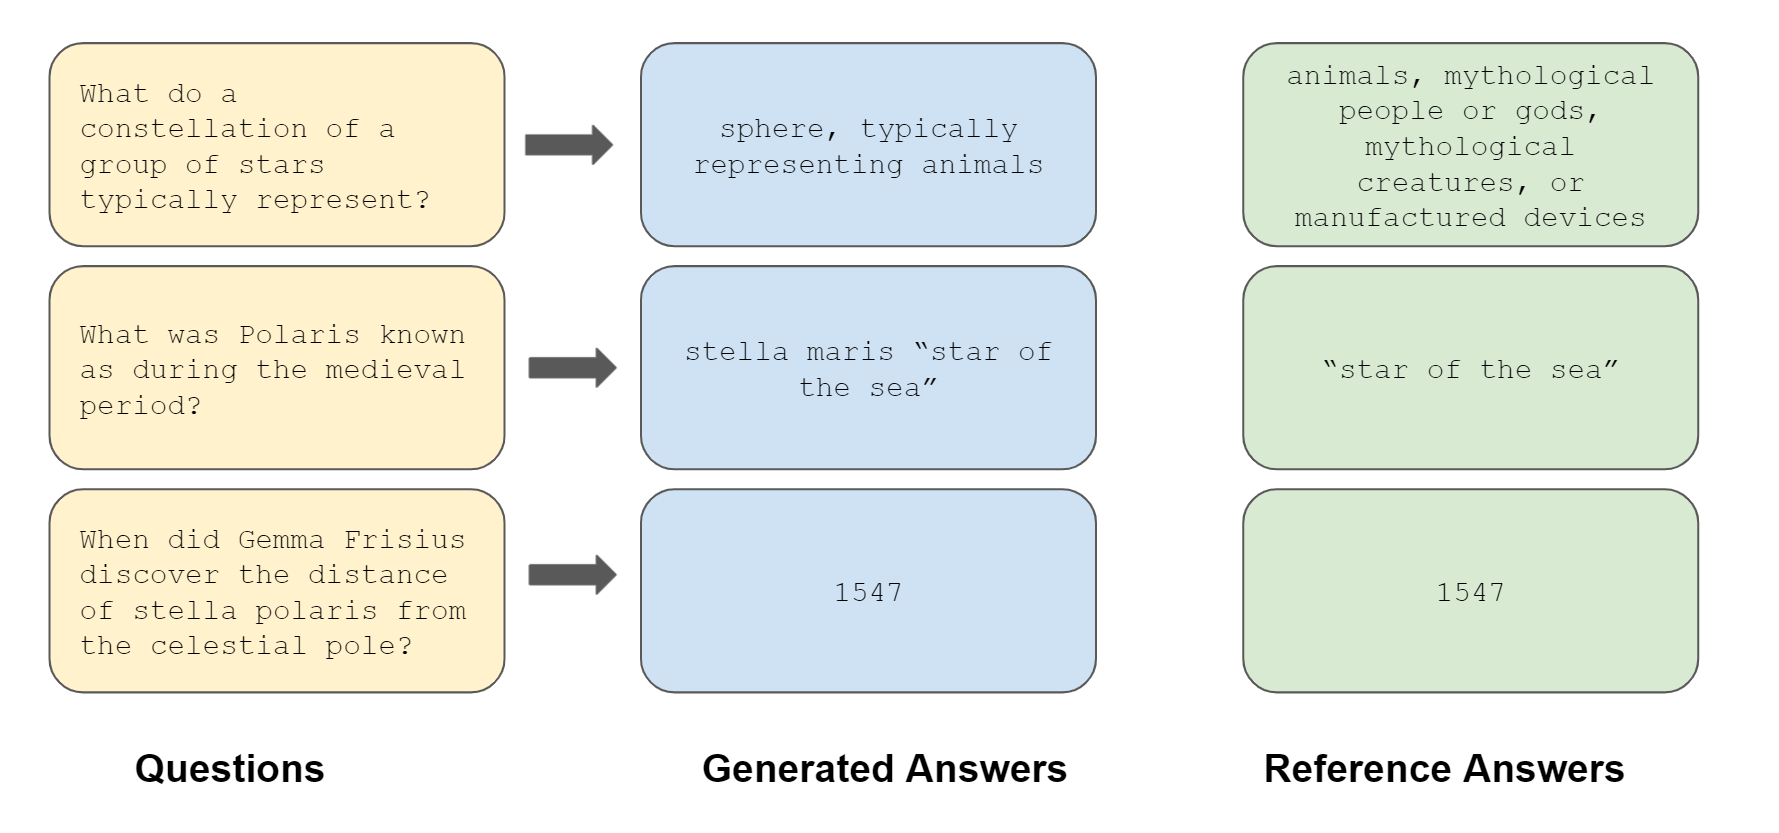 What do a
constellation of a
group of stars
typically represent?
sphere, typically
representing animals
animals, mythological
people or gods,
mythological
creatures, or
manufactured devices
What was Polaris known
as during the medieval
period?
stella maris “star of
the sea”
“star of the sea”
When did Gemma Frisius
discover the distance
of stella polaris from
the celestial pole?
1547
1547
Questions
Generated Answers
Reference Answers